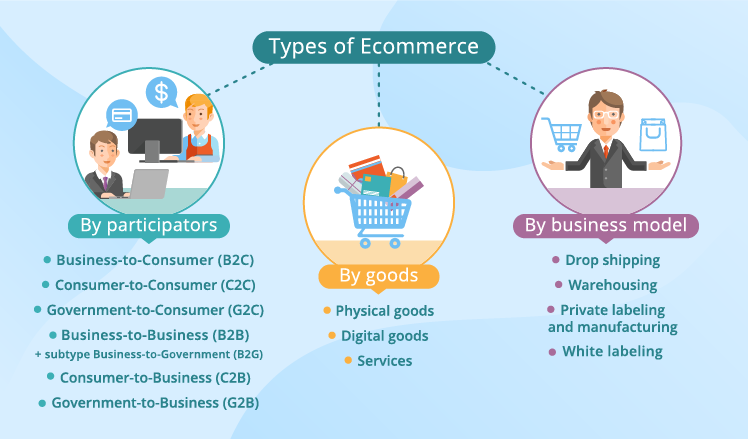 Types of Ecommerce
$
By participators
Business-to-Consumer (B2C)
Consumer-to-Consumer (C2C)
Government-to-Consumer (G2C)
Business-to-Business (B2B)
+ subtype Business-to-Government (B2G)
Consumer-to-Business (C2B)
Government-to-Business (G2B)
By goods
Physical goods
Digital goods
Services
By business model
Drop shipping
Warehousing
Private labeling
and manufacturing
White labeling